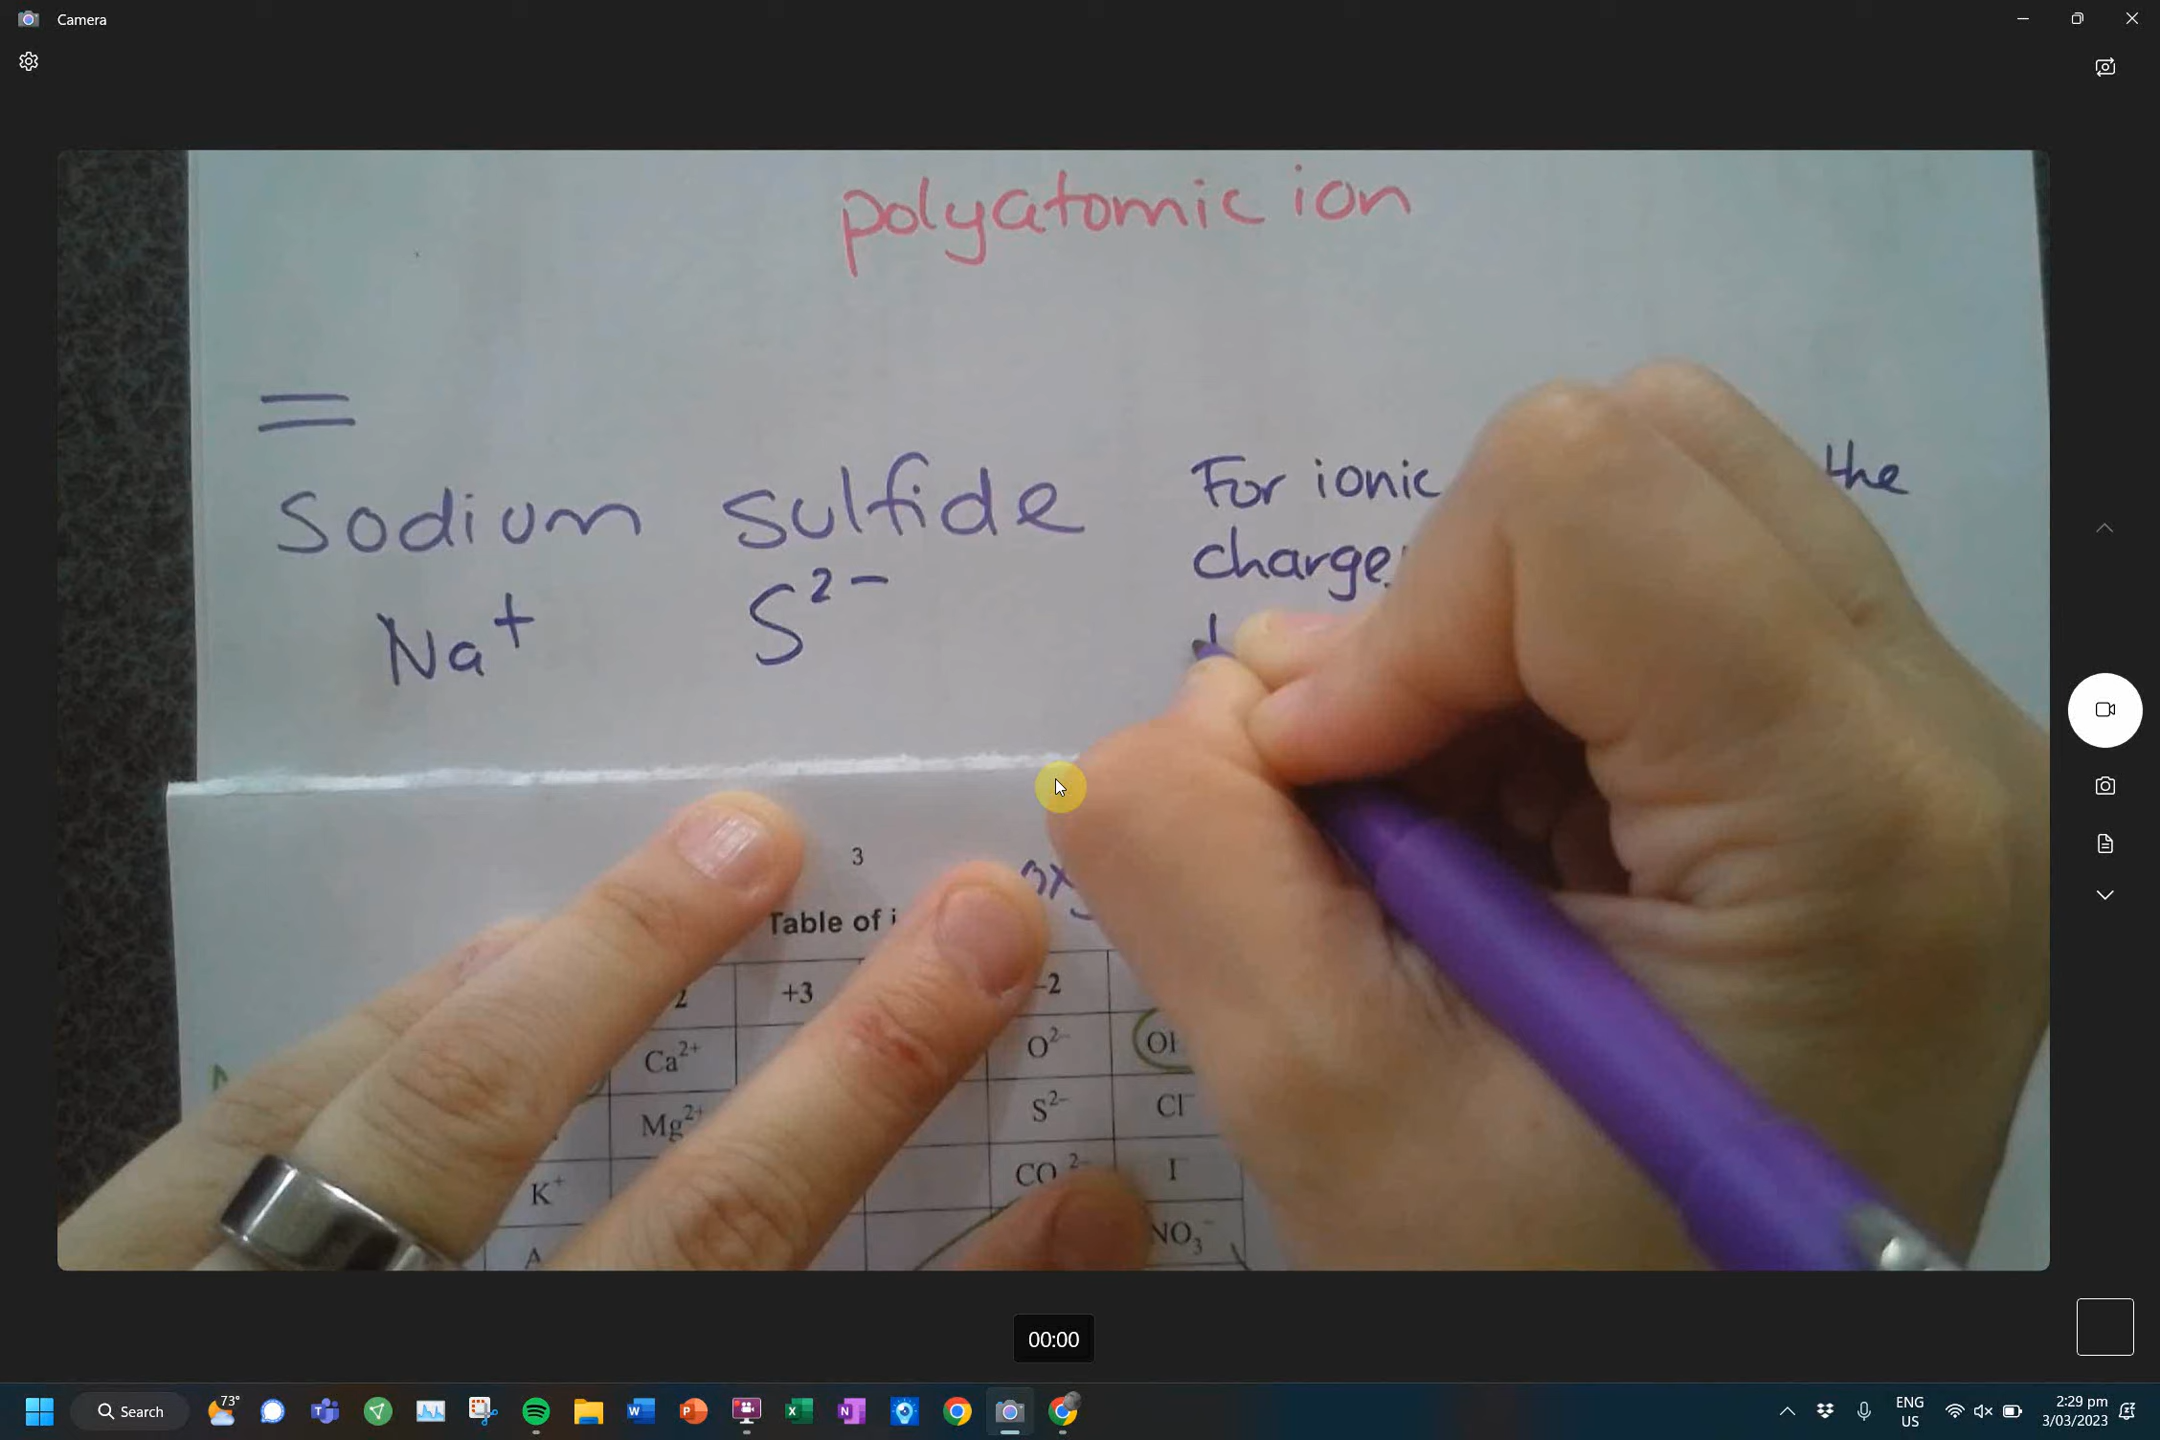 Camera
polyatomic ion
=
Sodium sulfide
For ionic the
charge
Na⁺ S²⁻
3
Table of i
2 +3 -2
Ca²⁺ O²⁻
Mg²⁺ S²⁻ Cl⁻
K⁺ I⁻
NO₃⁻
00:00
73°
Search
ENG
US
2:29 pm
3/03/2023